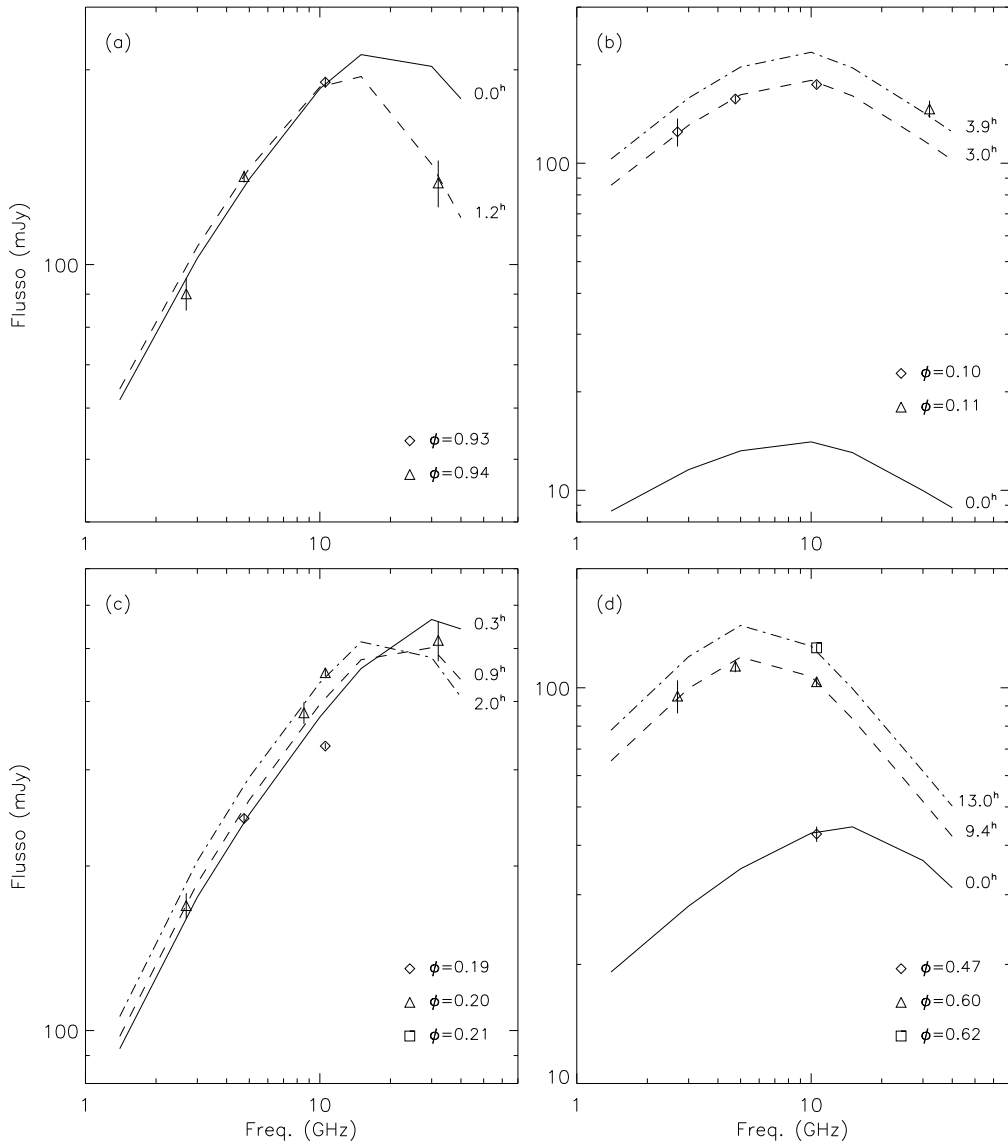 (a)
0.0ʰ
1.2ʰ
100
Flusso (mJy)
ϕ=0.93
ϕ=0.94
1
10
(b)
3.9ʰ
3.0ʰ
100
ϕ=0.10
ϕ=0.11
10
0.0ʰ
1
10
(c)
0.3ʰ
0.9ʰ
2.0ʰ
Flusso (mJy)
ϕ=0.19
ϕ=0.20
ϕ=0.21
100
1
10
Freq. (GHz)
(d)
100
13.0ʰ
9.4ʰ
0.0ʰ
ϕ=0.47
ϕ=0.60
ϕ=0.62
10
1
10
Freq. (GHz)